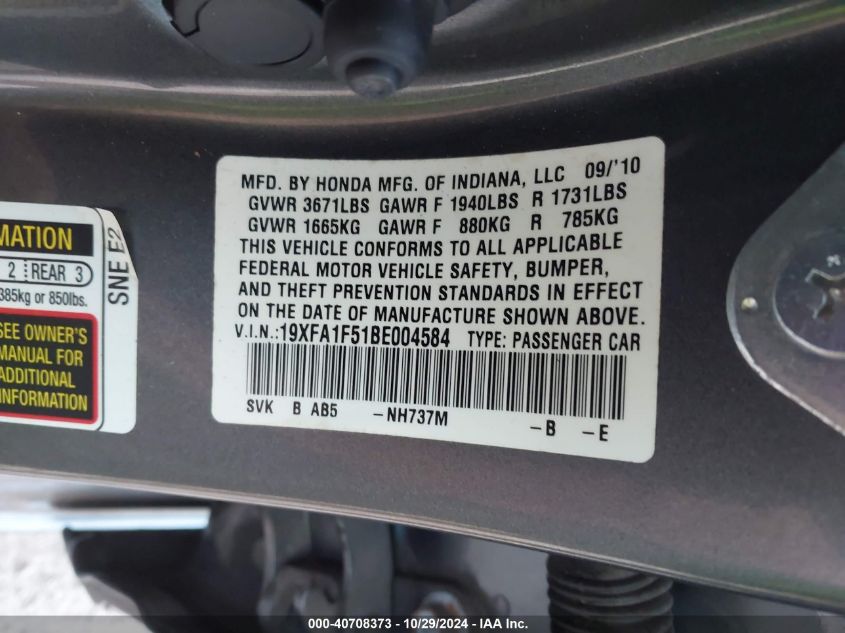 MFD. BY HONDA MFG. OF INDIANA, LLC 09/'10
GVWR 3671LBS GAWR F 1940LBS R 1731LBS
GVWR 1665KG GAWR F 880KG R 785KG
THIS VEHICLE CONFORMS TO ALL APPLICABLE
FEDERAL MOTOR VEHICLE SAFETY, BUMPER,
AND THEFT PREVENTION STANDARDS IN EFFECT
ON THE DATE OF MANUFACTURE SHOWN ABOVE.
V.I.N.:19XFA1F51BE004584 TYPE: PASSENGER CAR
SVK B AB5 -NH737M -B -E
MATION
2 REAR 3
385kg or 850lbs.
SEE OWNER'S
MANUAL FOR
ADDITIONAL
INFORMATION
SNE E2
000-40708373 - 10/29/2024 - IAA Inc.